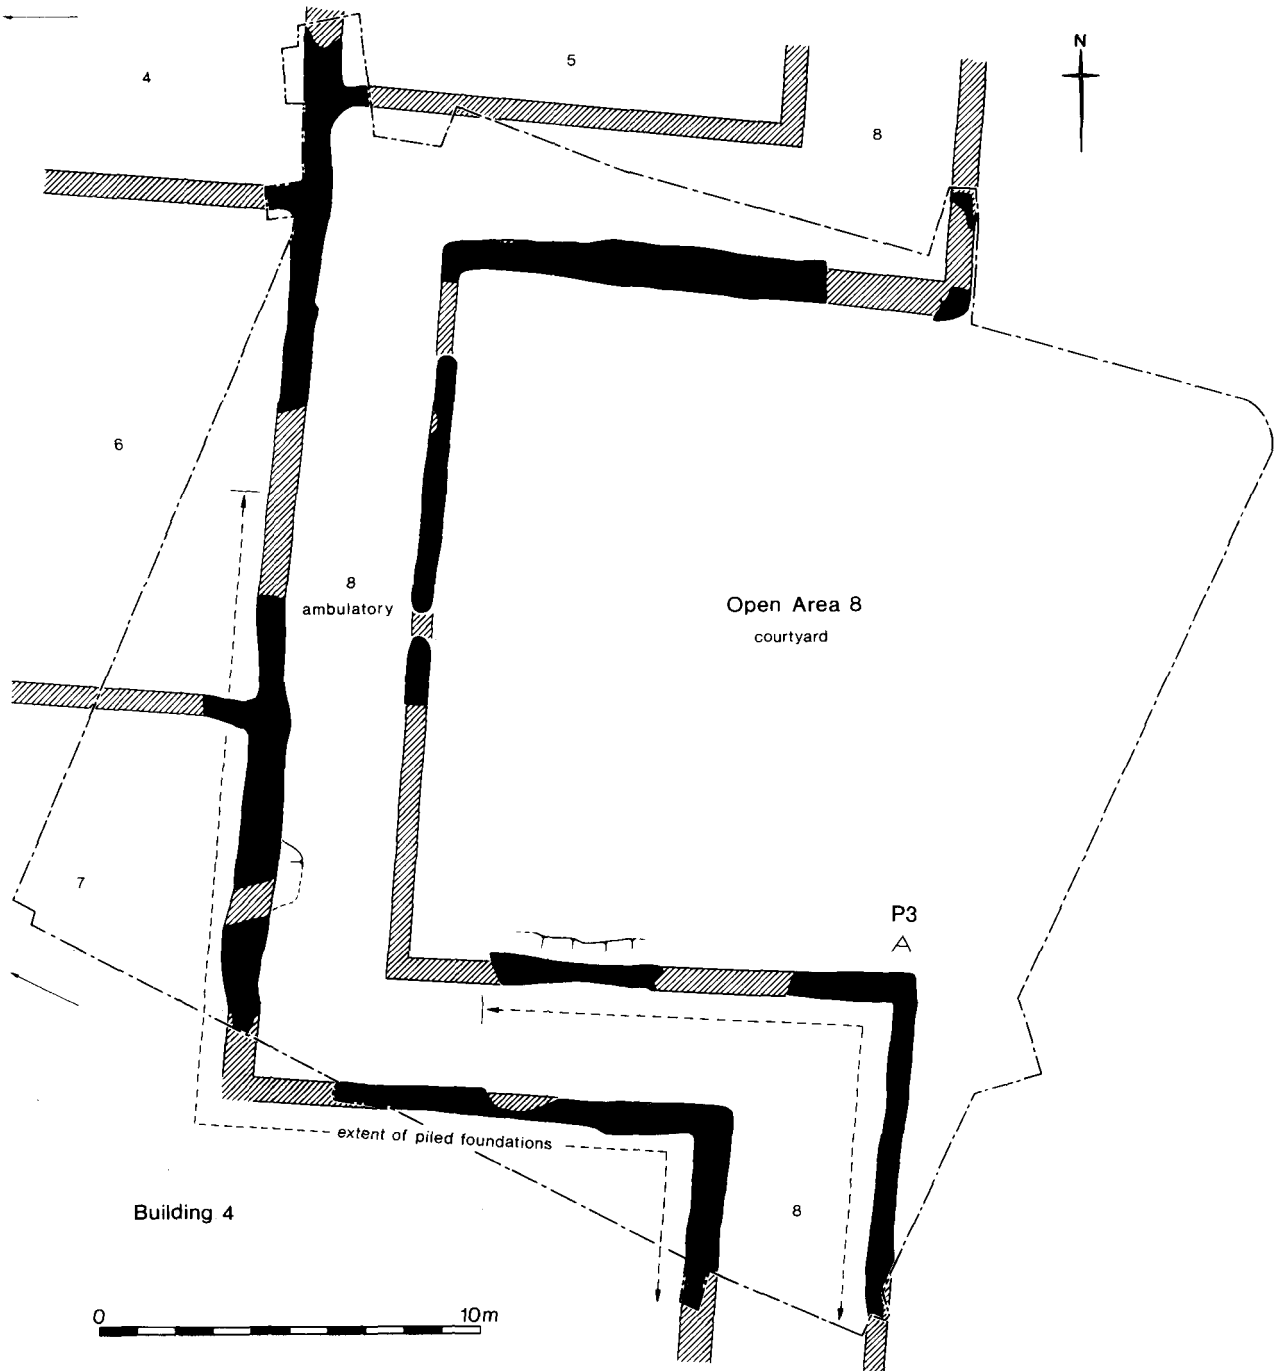 N
4
5
8
6
8
ambulatory
Open Area 8
courtyard
7
P3
extent of piled foundations
Building 4
8
0 10m